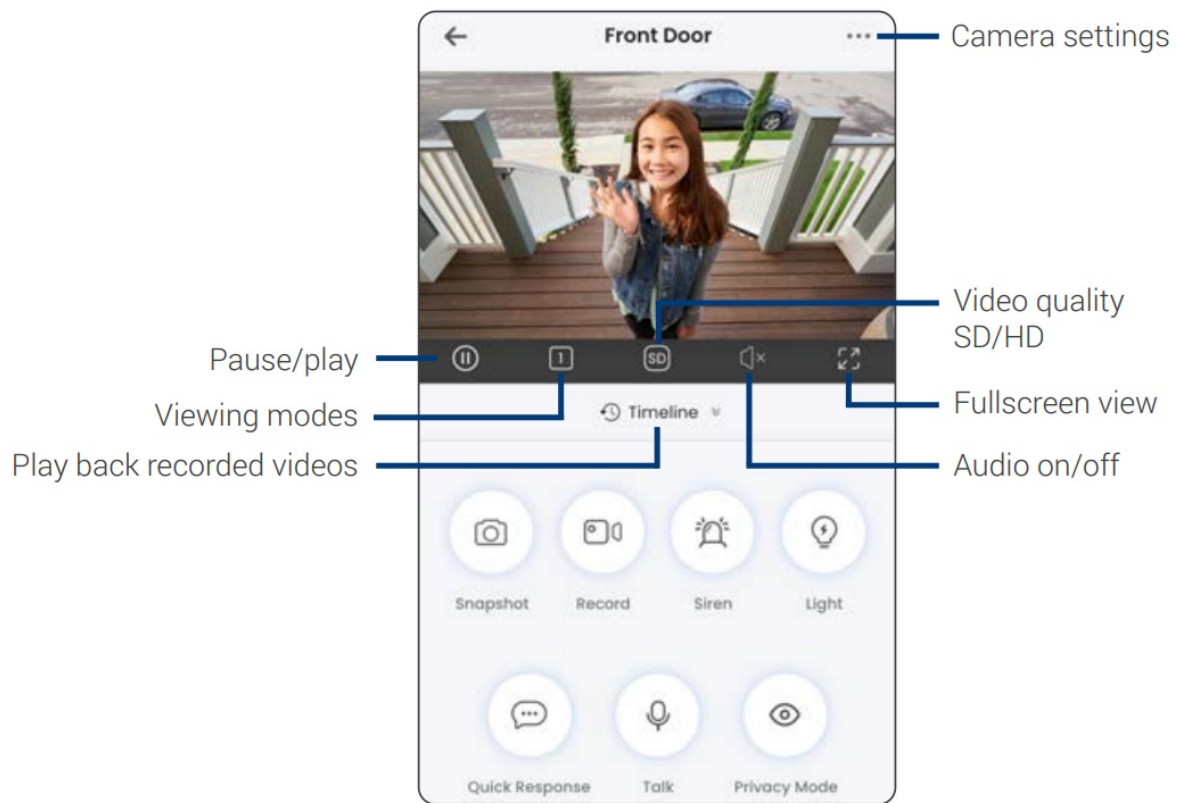 Front Door
Camera settings
Video quality
SD/HD
Pause/play
1
SD
Viewing modes
Timeline
Fullscreen view
Play back recorded videos
Audio on/off
Snapshot
Record
Siren
Light
Quick Response
Talk
Privacy Mode